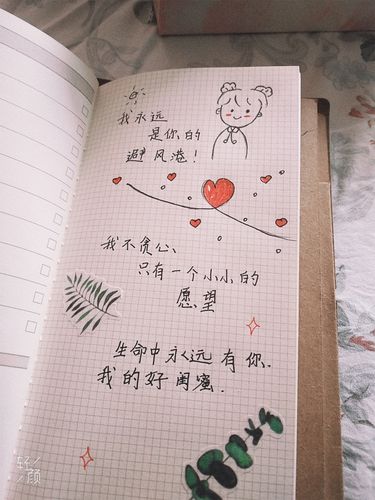 我永远
是你的
避风港！
我不贪心、
只有一个小小的
愿望
生命中永远有你.
我的好闺蜜.
轻颜